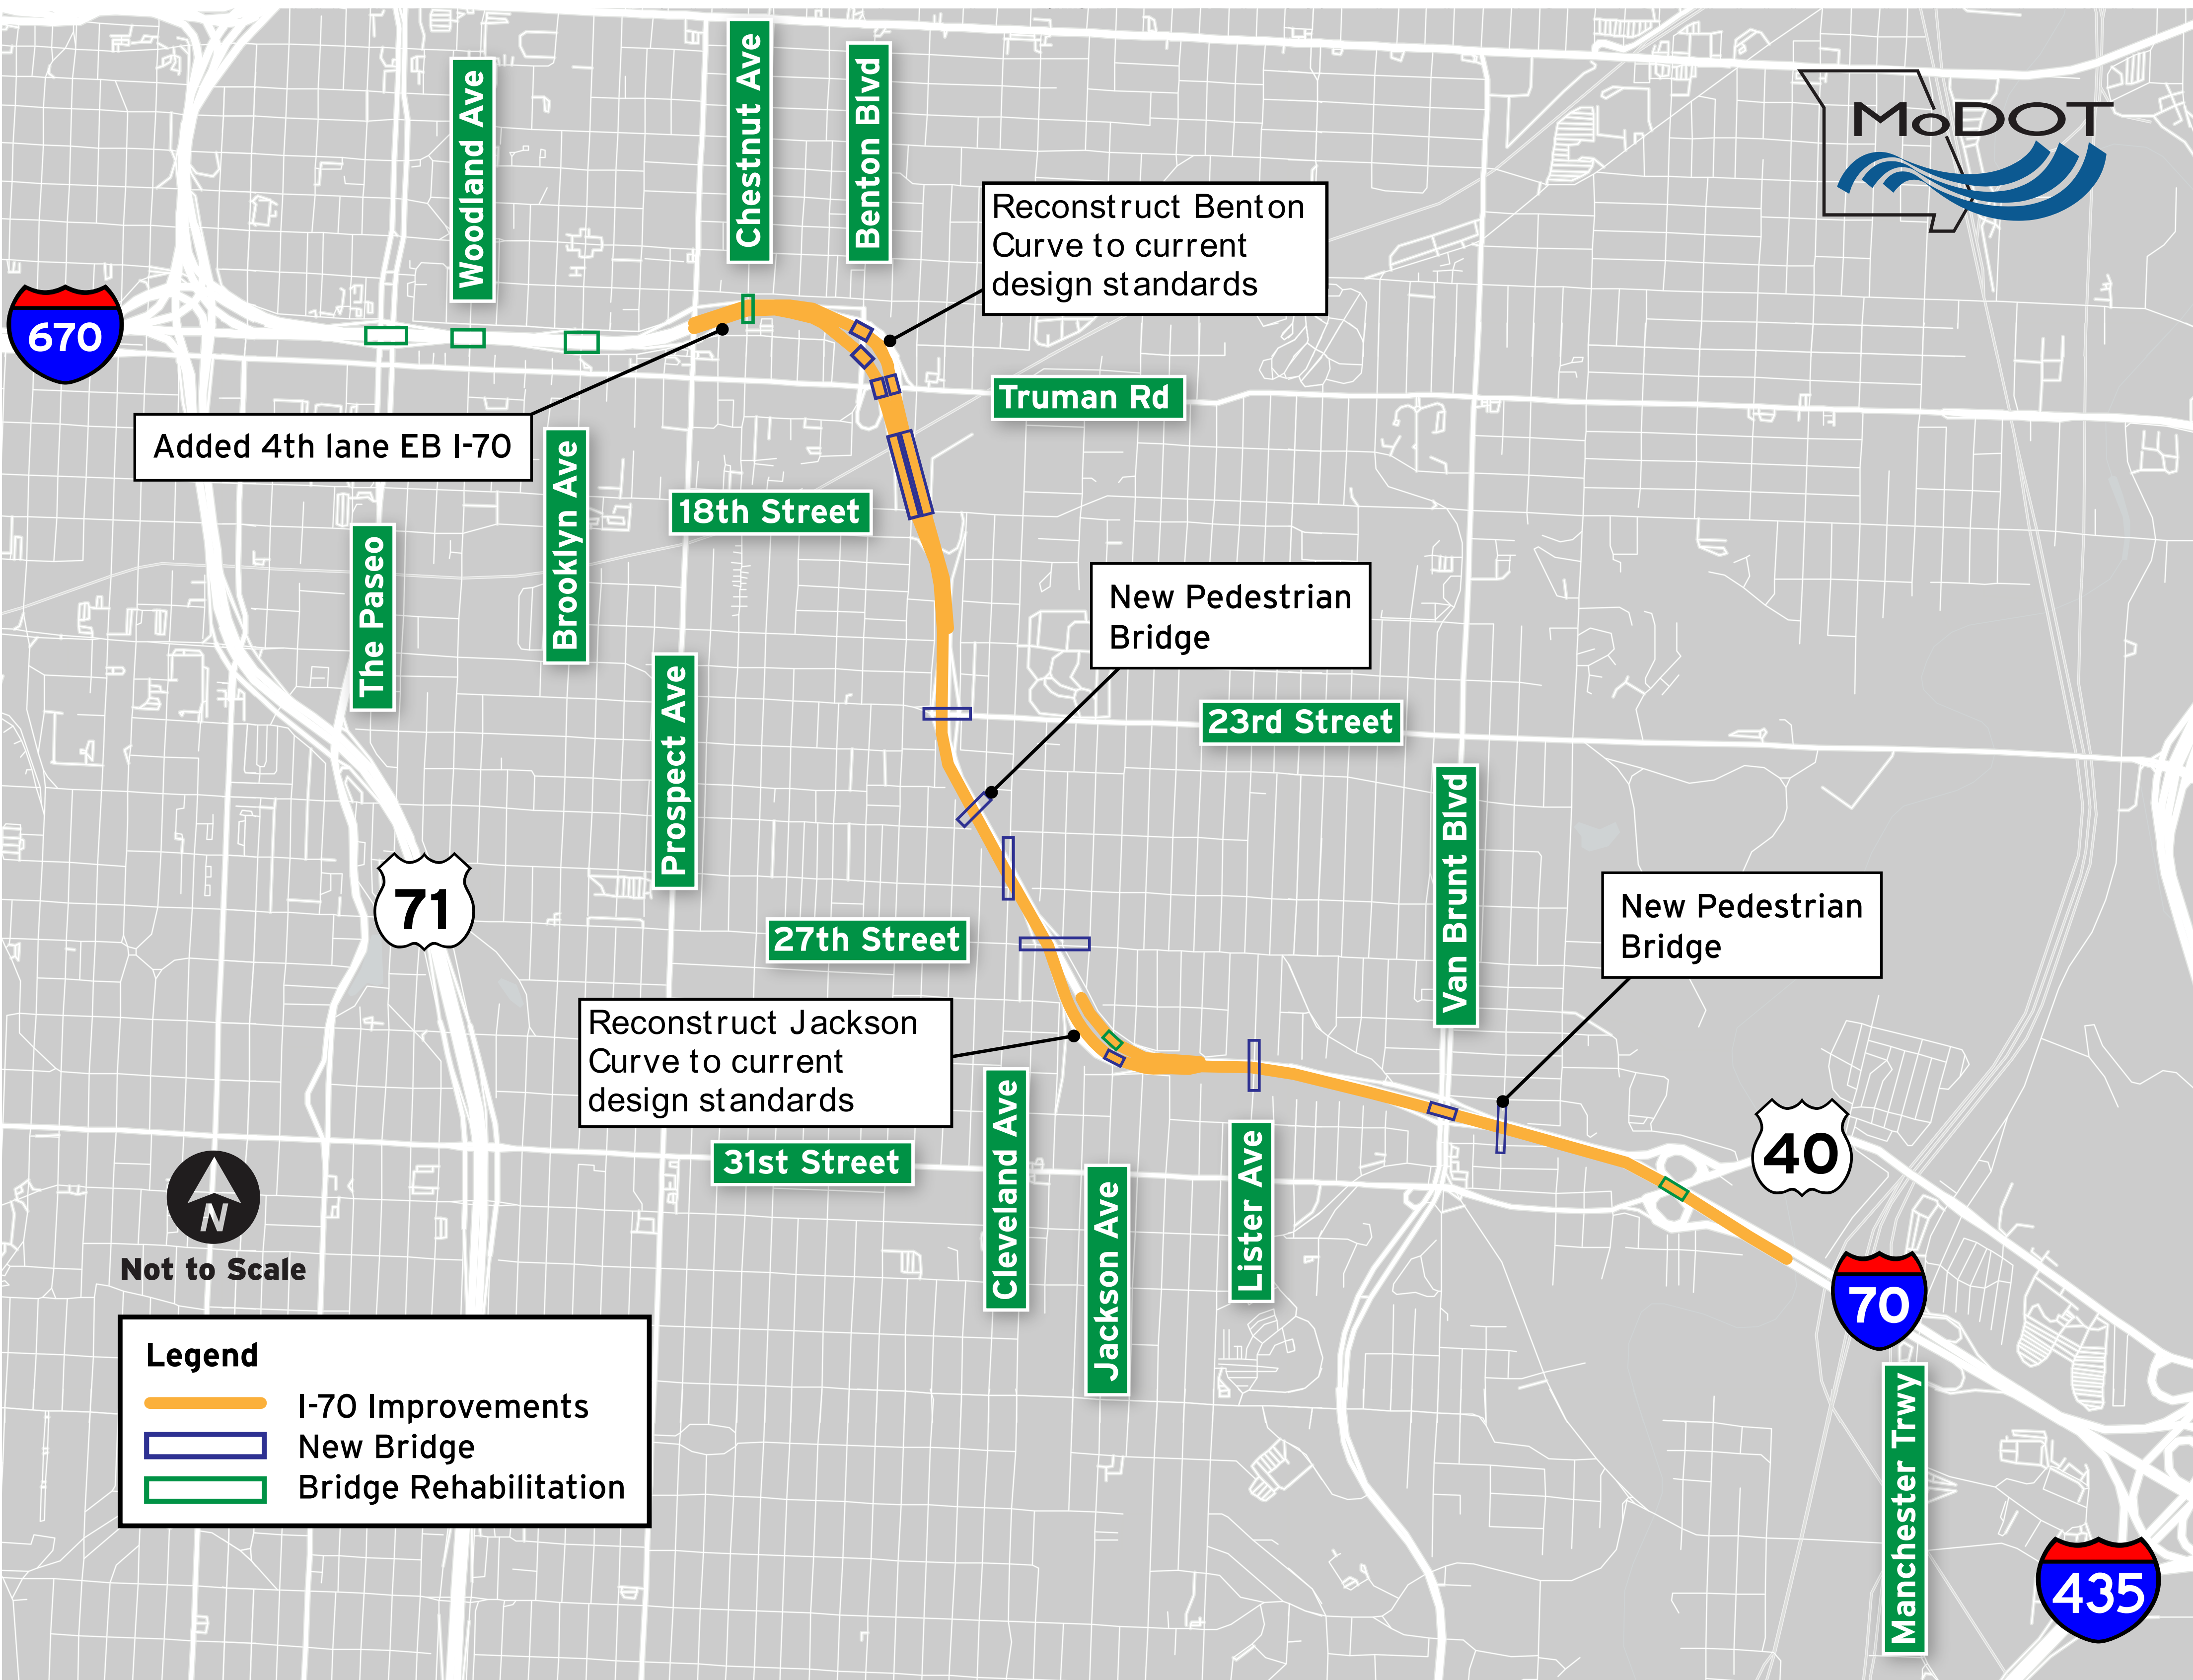 Woodland Ave
Chestnut Ave
Benton Blvd
MoDOT
Reconstruct Benton
Curve to current
design standards
670
Truman Rd
Added 4th lane EB I-70
Brooklyn Ave
18th Street
The Paseo
New Pedestrian
Bridge
Prospect Ave
23rd Street
Van Brunt Blvd
71
27th Street
New Pedestrian
Bridge
Reconstruct Jackson
Curve to current
design standards
Cleveland Ave
31st Street
Jackson Ave
Lister Ave
40
N
Not to Scale
70
Manchester Trwy
Legend
I-70 Improvements
New Bridge
Bridge Rehabilitation
435